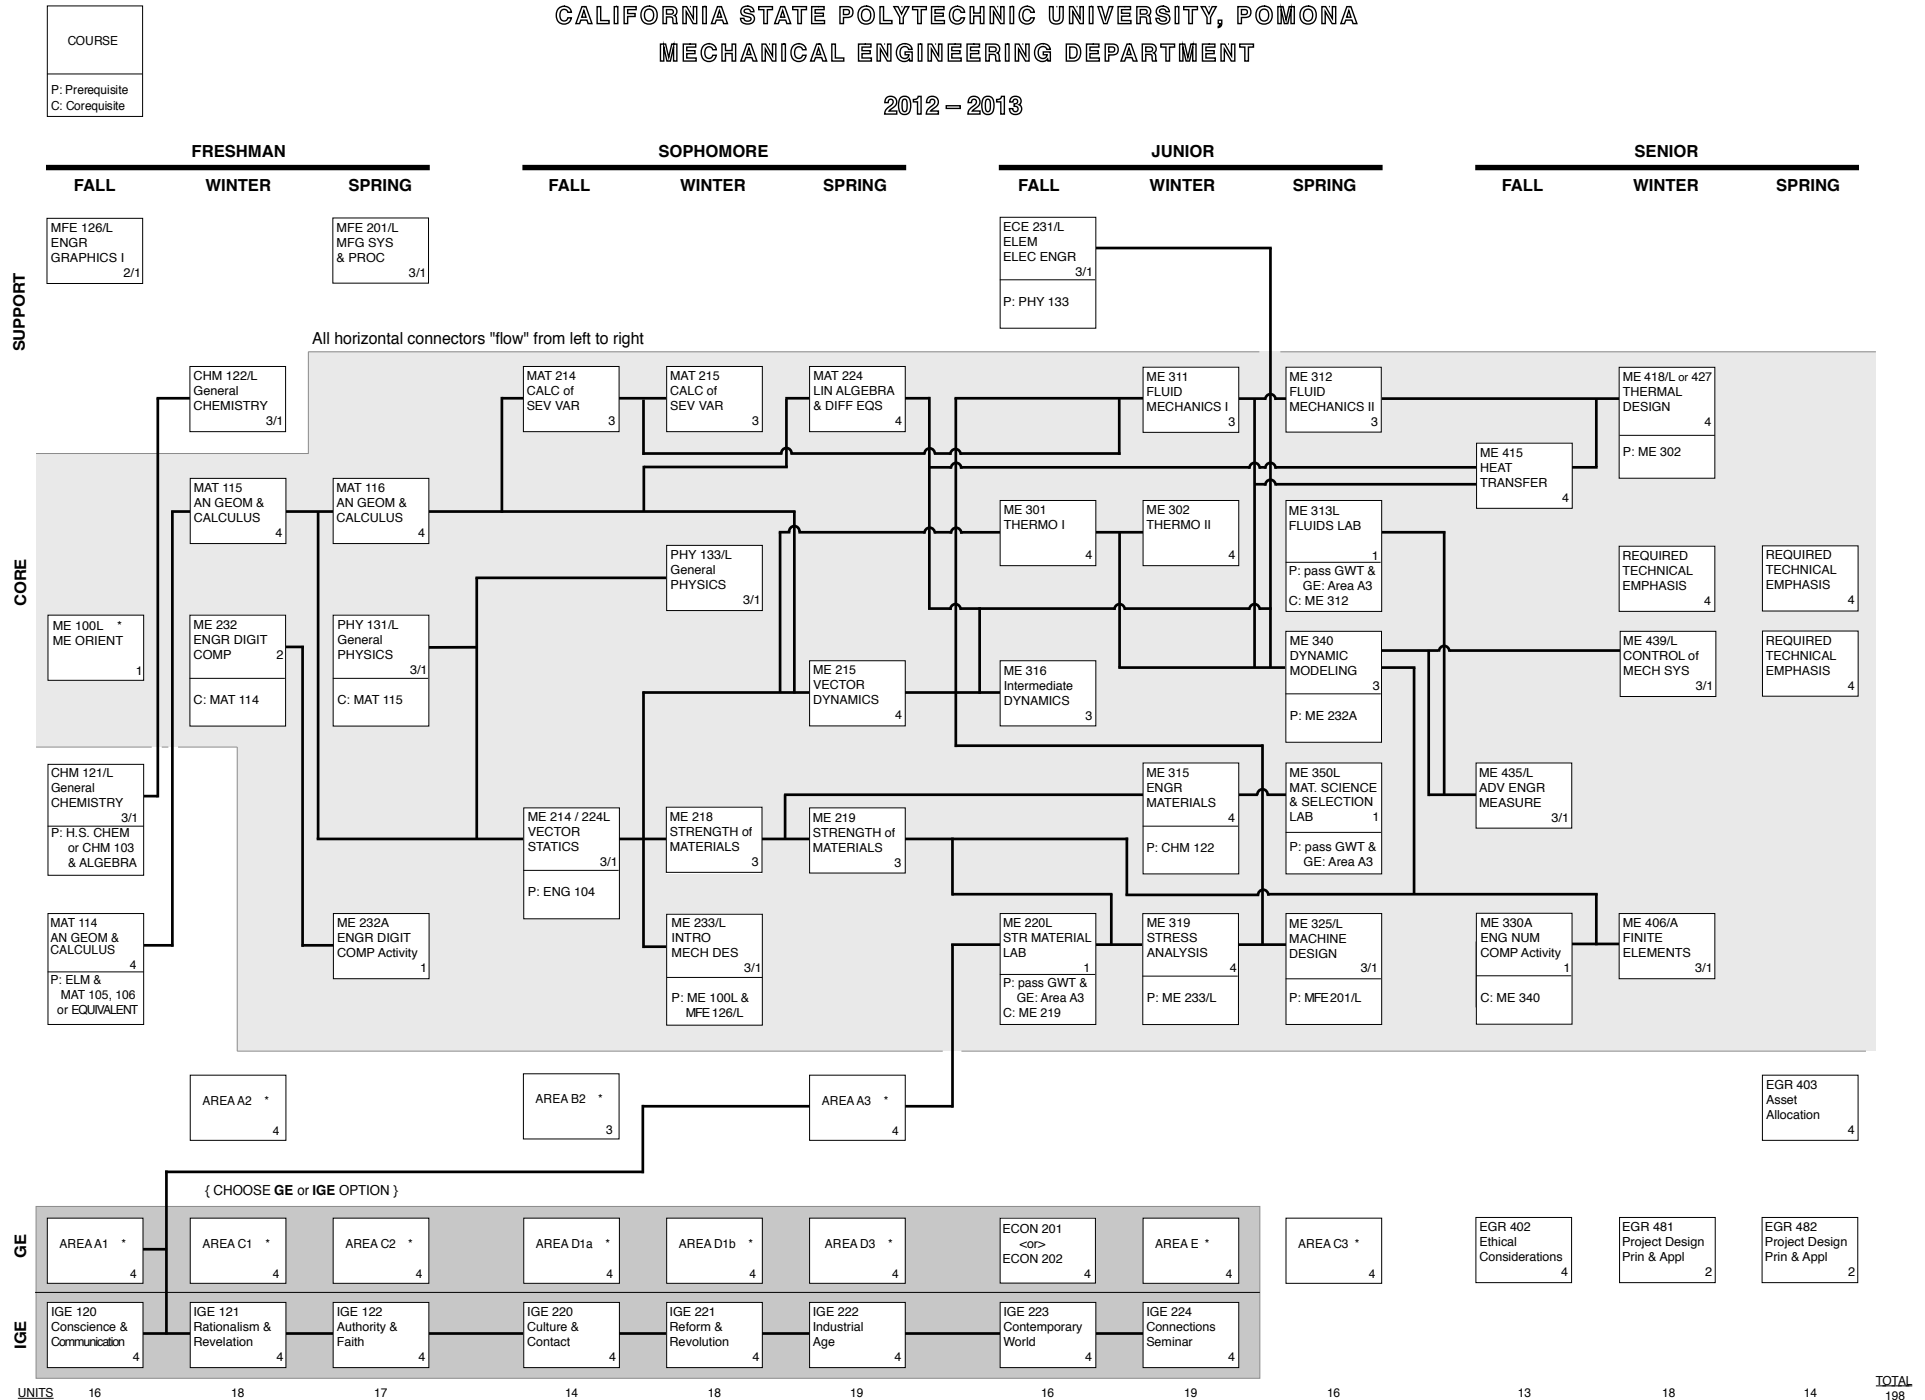 COURSE
P: Prerequisite
C: Corequisite
CALIFORNIA STATE POLYTECHNIC UNIVERSITY, POMONA
MECHANICAL ENGINEERING DEPARTMENT
2012 – 2013
FRESHMAN
SOPHOMORE
JUNIOR
SENIOR
FALL
WINTER
SPRING
FALL
WINTER
SPRING
FALL
WINTER
SPRING
FALL
WINTER
SPRING
SUPPORT
MFE 126/L
ENGR
GRAPHICS I
2/1
MFE 201/L
MFG SYS
& PROC
3/1
ECE 231/L
ELEM
ELEC ENGR
3/1
P: PHY 133
All horizontal connectors "flow" from left to right
CHM 122/L
General
CHEMISTRY
3/1
MAT 214
CALC of
SEV VAR
3
MAT 215
CALC of
SEV VAR
3
MAT 224
LIN ALGEBRA
& DIFF EQS
4
ME 311
FLUID
MECHANICS I
3
ME 312
FLUID
MECHANICS II
3
ME 418/L or 427
THERMAL
DESIGN
4
P: ME 302
ME 415
HEAT
TRANSFER
4
CORE
MAT 115
AN GEOM &
CALCULUS
4
MAT 116
AN GEOM &
CALCULUS
4
PHY 133/L
General
PHYSICS
3/1
ME 301
THERMO I
4
ME 302
THERMO II
4
ME 313L
FLUIDS LAB
1
P: pass GWT &
GE: Area A3
C: ME 312
REQUIRED
TECHNICAL
EMPHASIS
4
REQUIRED
TECHNICAL
EMPHASIS
4
ME 100L *
ME ORIENT
1
ME 232
ENGR DIGIT
COMP
2
C: MAT 114
PHY 131/L
General
PHYSICS
3/1
C: MAT 115
ME 215
VECTOR
DYNAMICS
4
ME 316
Intermediate
DYNAMICS
3
ME 340
DYNAMIC
MODELING
3
P: ME 232A
ME 439/L
CONTROL of
MECH SYS
3/1
REQUIRED
TECHNICAL
EMPHASIS
4
CHM 121/L
General
CHEMISTRY
3/1
P: H.S. CHEM
or CHM 103
& ALGEBRA
ME 214 / 224L
VECTOR
STATICS
3/1
P: ENG 104
ME 218
STRENGTH of
MATERIALS
3
ME 219
STRENGTH of
MATERIALS
3
ME 315
ENGR
MATERIALS
4
P: CHM 122
ME 350L
MAT. SCIENCE
& SELECTION
LAB
1
P: pass GWT &
GE: Area A3
ME 435/L
ADV ENGR
MEASURE
3/1
MAT 114
AN GEOM &
CALCULUS
4
P: ELM &
MAT 105, 106
or EQUIVALENT
ME 232A
ENGR DIGIT
COMP Activity
1
ME 233/L
INTRO
MECH DES
3/1
P: ME 100L &
MFE 126/L
ME 220L
STR MATERIAL
LAB
1
P: pass GWT &
GE: Area A3
C: ME 219
ME 319
STRESS
ANALYSIS
4
P: ME 233/L
ME 325/L
MACHINE
DESIGN
3/1
P: MFE 201/L
ME 330A
ENG NUM
COMP Activity
1
C: ME 340
ME 406/A
FINITE
ELEMENTS
3/1
AREA A2 *
4
AREA B2 *
3
AREA A3 *
4
EGR 403
Asset
Allocation
4
{ CHOOSE GE or IGE OPTION }
GE
AREA A1 *
4
AREA C1 *
4
AREA C2 *
4
AREA D1a *
4
AREA D1b *
4
AREA D3 *
4
ECON 201
<or>
ECON 202
4
AREA E *
4
AREA C3 *
4
EGR 402
Ethical
Considerations
4
EGR 481
Project Design
Prin & Appl
2
EGR 482
Project Design
Prin & Appl
2
IGE
IGE 120
Conscience &
Communication
4
IGE 121
Rationalism &
Revelation
4
IGE 122
Authority &
Faith
4
IGE 220
Culture &
Contact
4
IGE 221
Reform &
Revolution
4
IGE 222
Industrial
Age
4
IGE 223
Contemporary
World
4
IGE 224
Connections
Seminar
4
UNITS 16 18 17 14 18 19 16 19 16 13 18 14
TOTAL
198